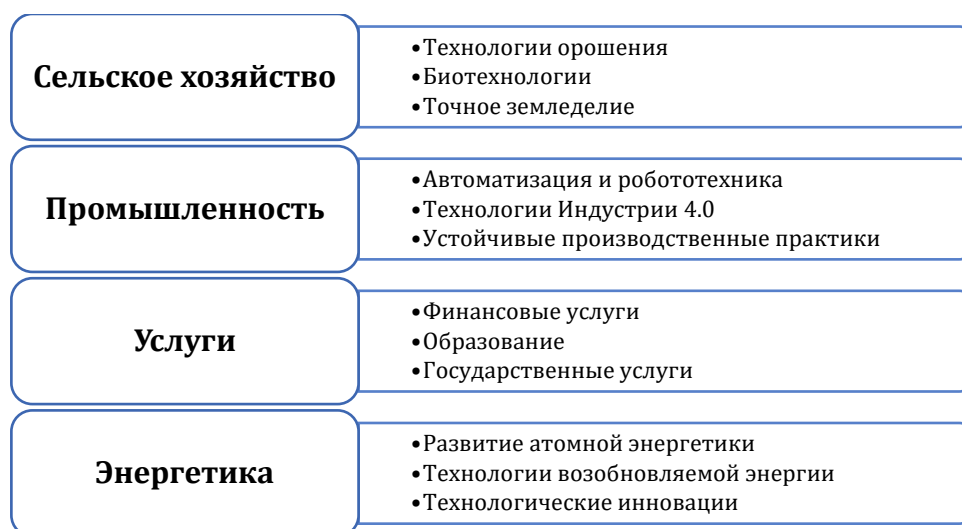 Сельское хозяйство
•Технологии орошения
•Биотехнологии
•Точное земледелие
Промышленность
•Автоматизация и робототехника
•Технологии Индустрии 4.0
•Устойчивые производственные практики
Услуги
•Финансовые услуги
•Образование
•Государственные услуги
Энергетика
•Развитие атомной энергетики
•Технологии возобновляемой энергии
•Технологические инновации